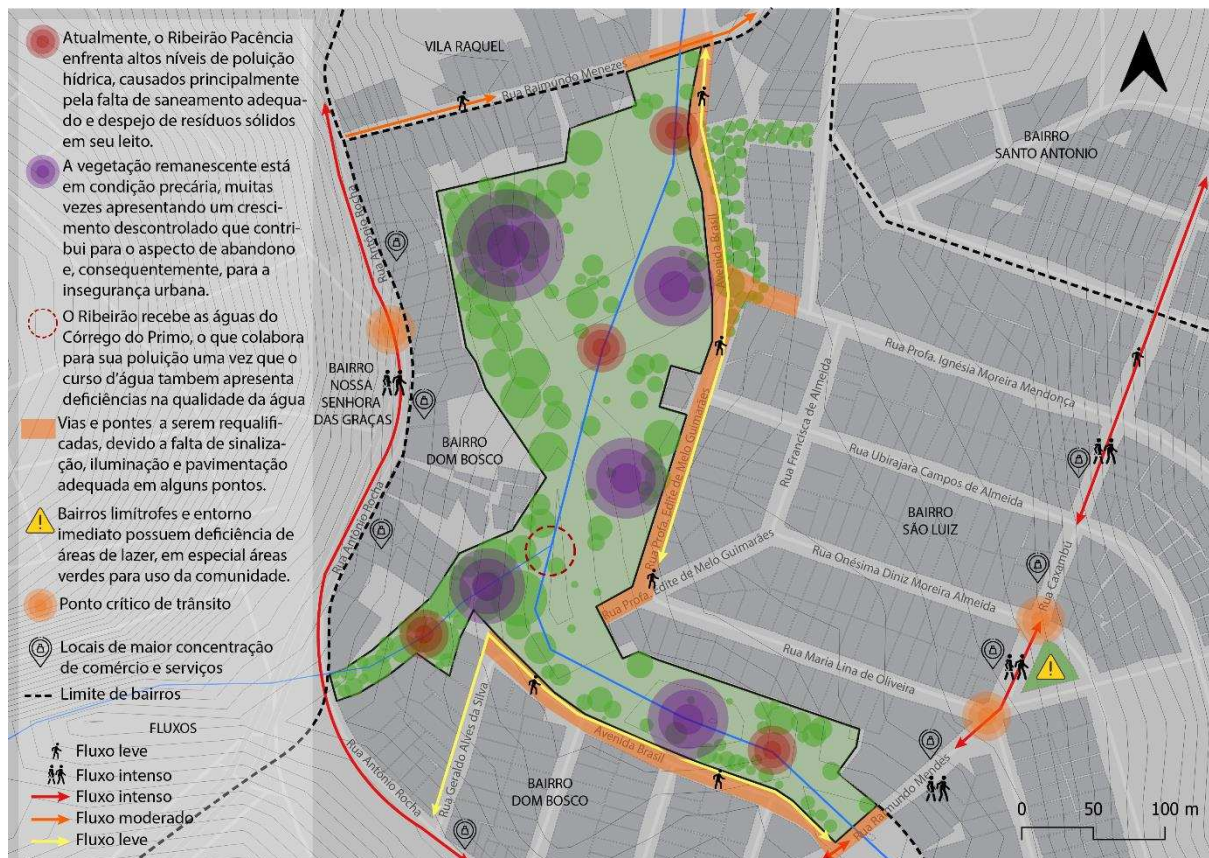 Atualmente, o Ribeirão Pacência
enfrenta altos níveis de poluição
hídrica, causados principalmente
pela falta de saneamento adequa-
do e despejo de resíduos sólidos
em seu leito.
A vegetação remanescente está
em condição precária, muitas
vezes apresentando um cresci-
mento descontrolado que contri-
bui para o aspecto de abandono
e, consequentemente, para a
insegurança urbana.
O Ribeirão recebe as águas do
Córrego do Primo, o que colabora
para sua poluição uma vez que o
curso d'água tambem apresenta
deficiências na qualidade da água
Vias e pontes a serem requalifi-
cadas, devido a falta de sinaliza-
ção, iluminação e pavimentação
adequada em alguns pontos.
Bairros limítrofes e entorno
imediato possuem deficiência de
áreas de lazer, em especial áreas
verdes para uso da comunidade.
Ponto crítico de trânsito
Locais de maior concentração
de comércio e serviços
Limite de bairros
FLUXOS
Fluxo leve
Fluxo intenso
Fluxo intenso
Fluxo moderado
Fluxo leve
VILA RAQUEL
Rua Raimundo Menezes
BAIRRO
SANTO ANTONIO
Rua Antônio Rocha
Avenida Brasil
BAIRRO
NOSSA
SENHORA
DAS GRAÇAS
BAIRRO
DOM BOSCO
Rua Profa. Ignésia Moreira Mendonça
Rua Francisca de Almeida
Rua Ubirajara Campos de Almeida
BAIRRO
SÃO LUIZ
Rua Profa. Edite de Melo Guimarães
Rua Antônio Rocha
Rua Profa. Edite de Melo Guimarães
Rua Onésima Diniz Moreira Almeida
Rua Caxambú
Rua Maria Lina de Oliveira
Rua Geraldo Alves da Silva
Avenida Brasil
Rua Antônio Rocha
BAIRRO
DOM BOSCO
Rua Raimundo Mendes
0 50 100 m